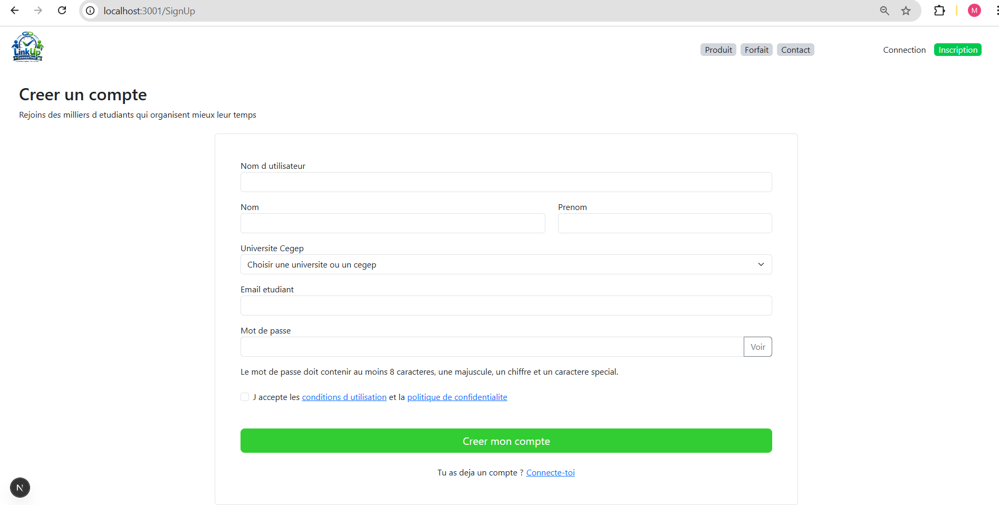 localhost:3001/SignUp
M
LinkUp
Produit Forfait Contact Connection Inscription
Creer un compte
Rejoins des milliers d etudiants qui organisent mieux leur temps
Nom d utilisateur
Nom Prenom
Universite Cegep
Choisir une universite ou un cegep
Email etudiant
Mot de passe
Voir
Le mot de passe doit contenir au moins 8 caracteres, une majuscule, un chiffre et un caractere special.
J accepte les conditions d utilisation et la politique de confidentialite
Creer mon compte
Tu as deja un compte ? Connecte-toi
N